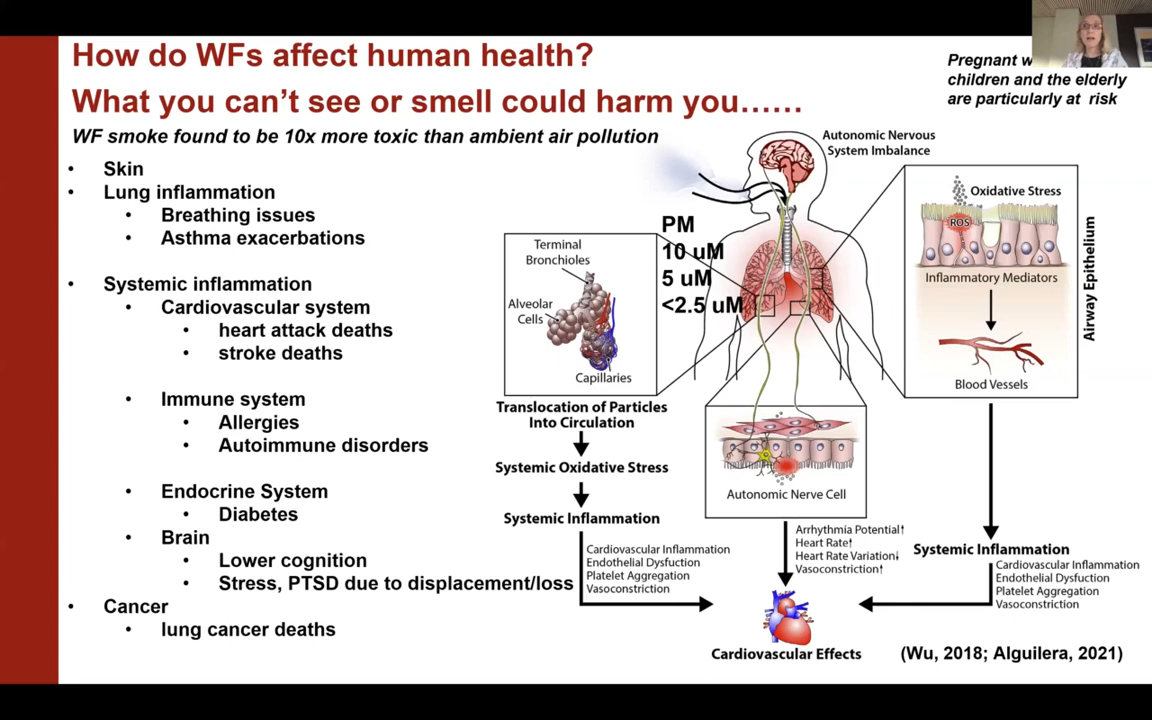 How do WFs affect human health?
What you can't see or smell could harm you……
WF smoke found to be 10x more toxic than ambient air pollution
• Skin
• Lung inflammation
• Breathing issues
• Asthma exacerbations
• Systemic inflammation
• Cardiovascular system
• heart attack deaths
• stroke deaths
• Immune system
• Allergies
• Autoimmune disorders
• Endocrine System
• Diabetes
• Brain
• Lower cognition
• Stress, PTSD due to displacement/loss
• Cancer
• lung cancer deaths
Pregnant
children and the elderly
are particularly at risk
Autonomic Nervous
System Imbalance
PM
10 uM
5 uM
<2.5 uM
Terminal
Bronchioles
Alveolar
Cells
Capillaries
Translocation of Particles
Into Circulation
Systemic Oxidative Stress
Systemic Inflammation
Cardiovascular Inflammation
Endothelial Dysfuction
Platelet Aggregation
Vasoconstriction
Autonomic Nerve Cell
Arrhythmia Potential↑
Heart Rate↑
Heart Rate Variation↓
Vasoconstriction↑
Cardiovascular Effects
Oxidative Stress
ROS
Inflammatory Mediators
Blood Vessels
Airway Epithelium
Systemic Inflammation
Cardiovascular Inflammation
Endothelial Dysfuction
Platelet Aggregation
Vasoconstriction
(Wu, 2018; Alguilera, 2021)